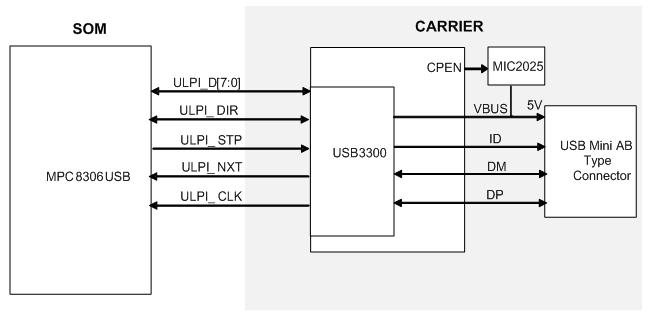 SOM
CARRIER
CPEN
MIC2025
ULPI_D[7:0]
ULPI_DIR
ULPI_STP
ULPI_NXT
ULPI_CLK
MPC8306USB
USB3300
VBUS
5V
ID
DM
DP
USB Mini AB
Type
Connector